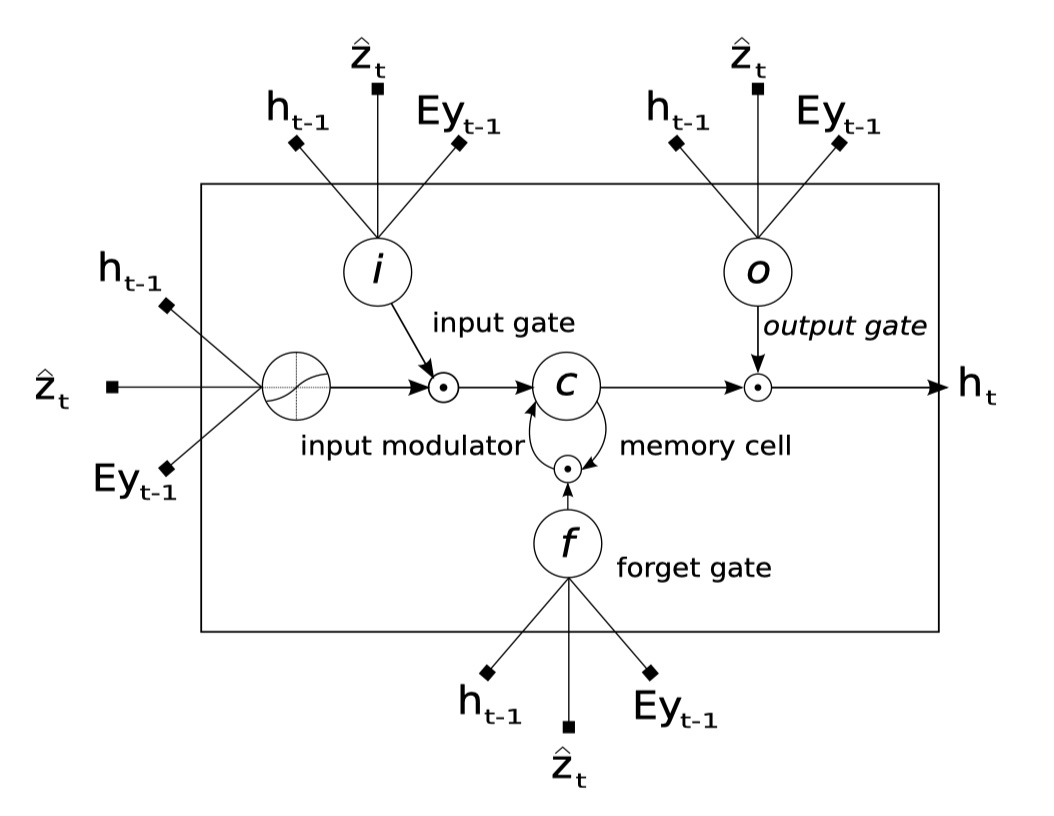 ẑt ẑt
ht-1 Eyt-1 ht-1 Eyt-1
i o
ht-1
input gate output gate
ẑt c ht
input modulator memory cell
Eyt-1
f
forget gate
ht-1 Eyt-1
ẑt